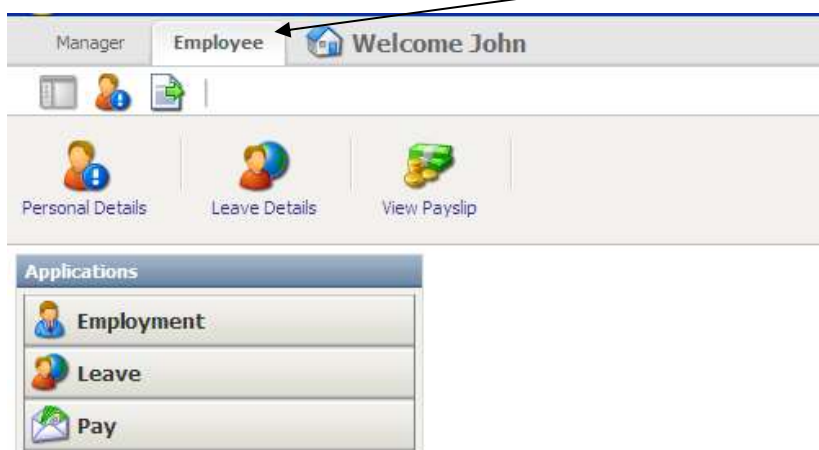 Manager Employee Welcome John
Personal Details Leave Details View Payslip
Applications
Employment
Leave
Pay